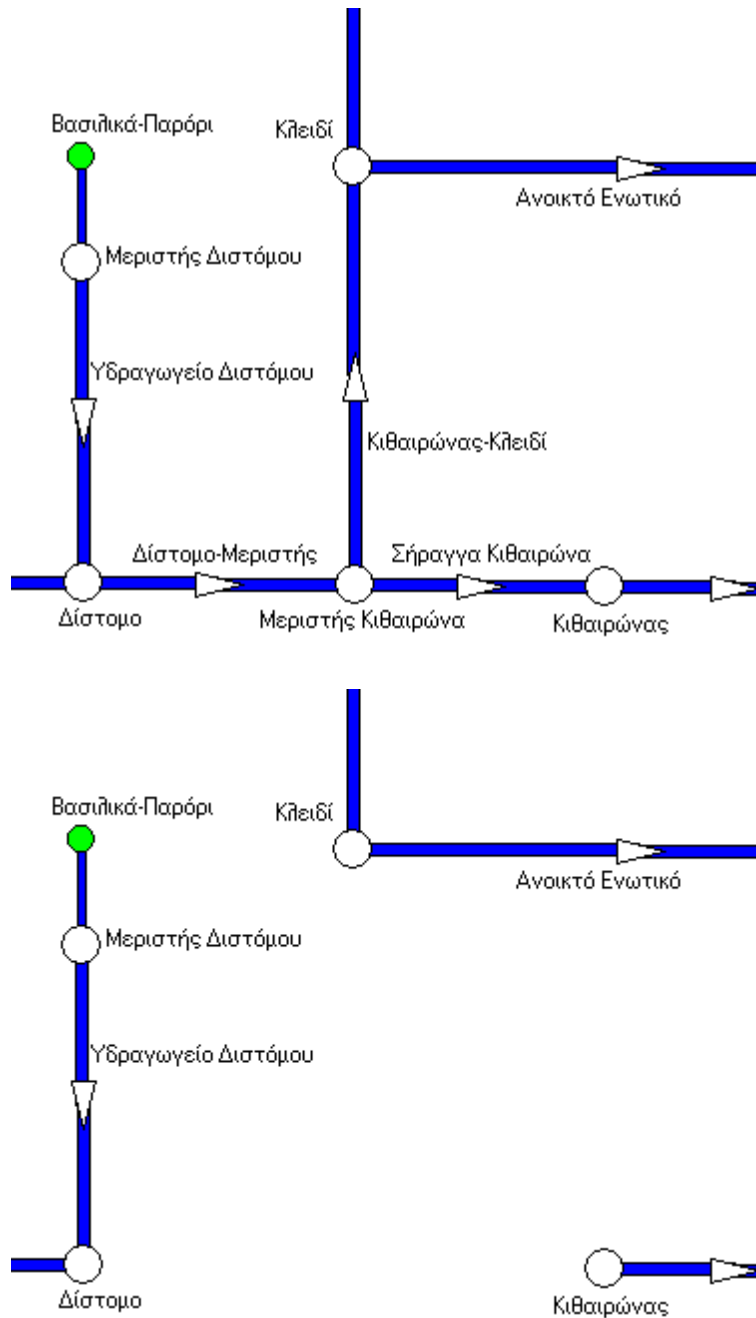 Βασιλικά-Παρόρι
Κλειδί
Ανοικτό Ενωτικό
Μεριστής Διστόμου
Υδραγωγείο Διστόμου
Κιθαιρώνας-Κλειδί
Δίστομο-Μεριστής
Σήραγγα Κιθαιρώνα
Δίστομο
Μεριστής Κιθαιρώνα
Κιθαιρώνας
Βασιλικά-Παρόρι
Κλειδί
Ανοικτό Ενωτικό
Μεριστής Διστόμου
Υδραγωγείο Διστόμου
Δίστομο
Κιθαιρώνας